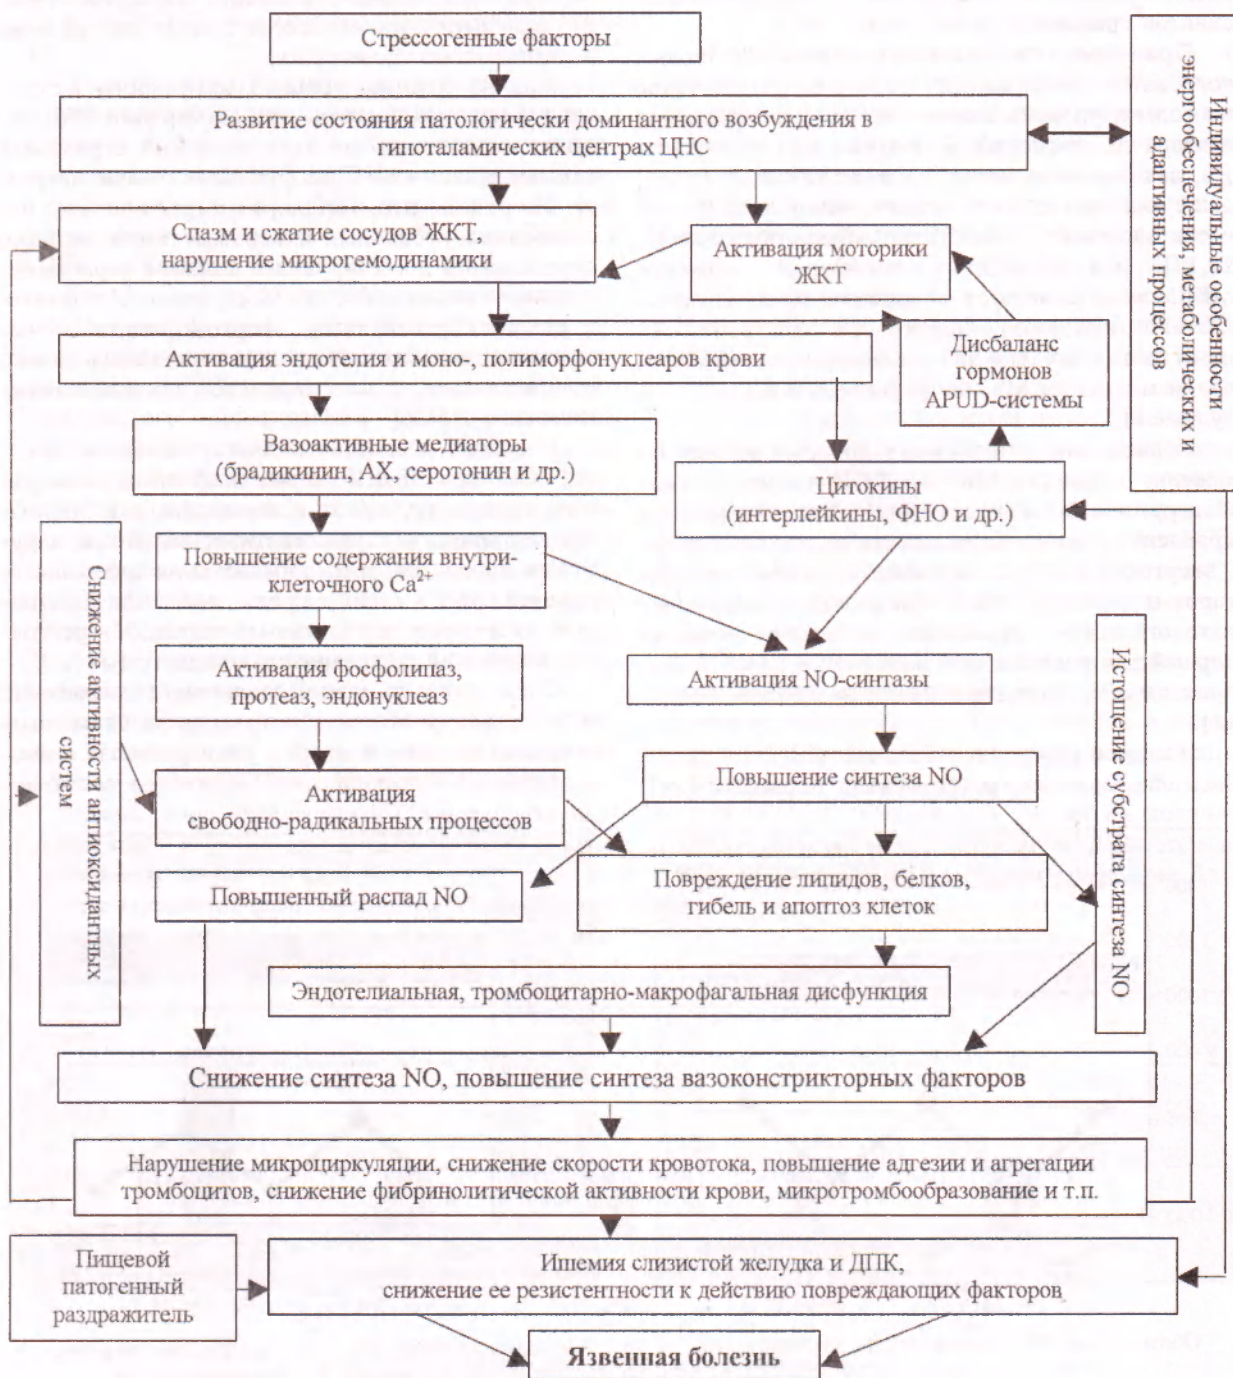 Стрессогенные факторы
Развитие состояния патологически доминантного возбуждения в
гипоталамических центрах ЦНС
Индивидуальные особенности
энергообеспечения, метаболических и
адаптивных процессов
Спазм и сжатие сосудов ЖКТ,
нарушение микрогемодинамики
Активация моторики
ЖКТ
Активация эндотелия моно-, полиморфонуклеаров крови
Дисбаланс
гормонов
APUD-системы
Вазоактивные медиаторы
(брадикинин, АХ, серотонин и др.)
Цитокины
(интерлейкины, ФНО и др.)
Снижение активности антиоксидантных
систем
Повышение содержания внутри-
клеточного Ca²⁺
Активация фосфолипаз,
протеаз, эндонуклеаз
Активация NO-синтазы
Истощение субстрата синтеза NO
Повышение синтеза NO
Активация
свободно-радикальных процессов
Повышенный распад NO
Повреждение липидов, белков,
гибель и апоптоз клеток
Эндотелиальная, тромбоцитарно-макрофагальная дисфункция
Снижение синтеза NO, повышение синтеза вазоконстрикторных факторов
Нарушение микроциркуляции, снижение скорости кровотока, повышение адгезии и агрегации
тромбоцитов, снижение фибринолитической активности крови, микротромбообразование и т.п.
Пищевой
патогенный
раздражитель
Ишемия слизистой желудка и ДПК,
снижение ее резистентности к действию повреждающих факторов
Язвенная болезнь